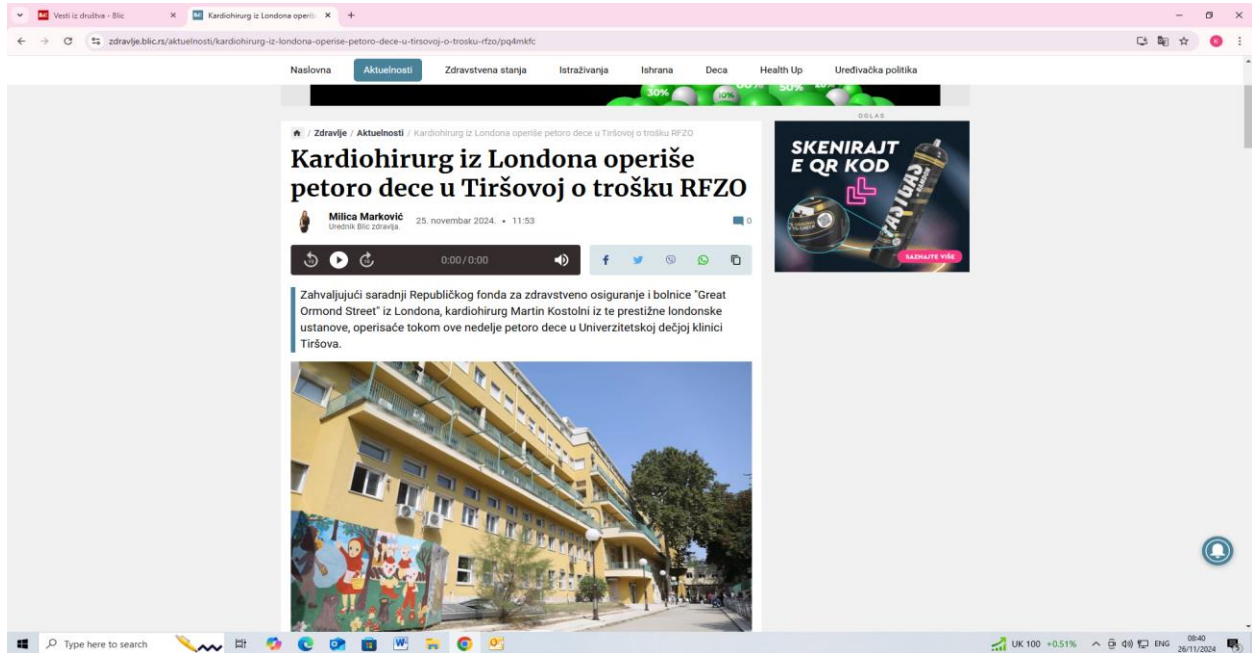 Vesti iz društva - Blic
Kardiohirurg iz Londona operiš
zdravlje.blic.rs/aktuelnosti/kardiohirurg-iz-londona-operise-petoro-dece-u-tirsovoj-o-trosku-rfzo/pq4mkfc
Naslovna Aktuelnosti Zdravstvena stanja Istraživanja Ishrana Deca Health Up Uređivačka politika
30% 10% 50%
OGLAS
/ Zdravlje / Aktuelnosti / Kardiohirurg iz Londona operiše petoro dece u Tiršovoj o trošku RFZO
Kardiohirurg iz Londona operiše
petoro dece u Tiršovoj o trošku RFZO
Milica Marković 25. novembar 2024. • 11:53 0
Urednik Blic zdravlja.
0:00 / 0:00
Zahvaljujući saradnji Republičkog fonda za zdravstveno osiguranje i bolnice "Great
Ormond Street" iz Londona, kardiohirurg Martin Kostolni iz te prestižne londonske
ustanove, operisaće tokom ove nedelje petoro dece u Univerzitetskoj dečjoj klinici
Tiršova.
SKENIRAJT
E QR KOD
FASTGAS
SAZNAJTE VIŠE
Type here to search
UK 100 +0.51% ENG 08:40
26/11/2024